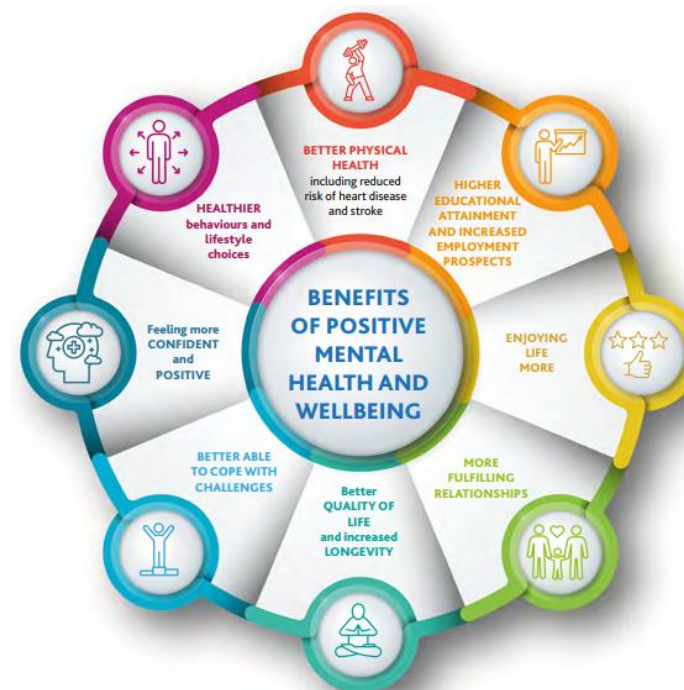 BENEFITS
OF POSITIVE
MENTAL
HEALTH AND
WELLBEING
BETTER PHYSICAL
HEALTH
including reduced
risk of heart disease
and stroke
HIGHER
EDUCATIONAL
ATTAINMENT
AND INCREASED
EMPLOYMENT
PROSPECTS
ENJOYING
LIFE
MORE
MORE
FULFILLING
RELATIONSHIPS
Better
QUALITY OF
LIFE
and increased
LONGEVITY
BETTER ABLE
TO COPE WITH
CHALLENGES
Feeling more
CONFIDENT
and
POSITIVE
HEALTHIER
behaviours and
lifestyle
choices